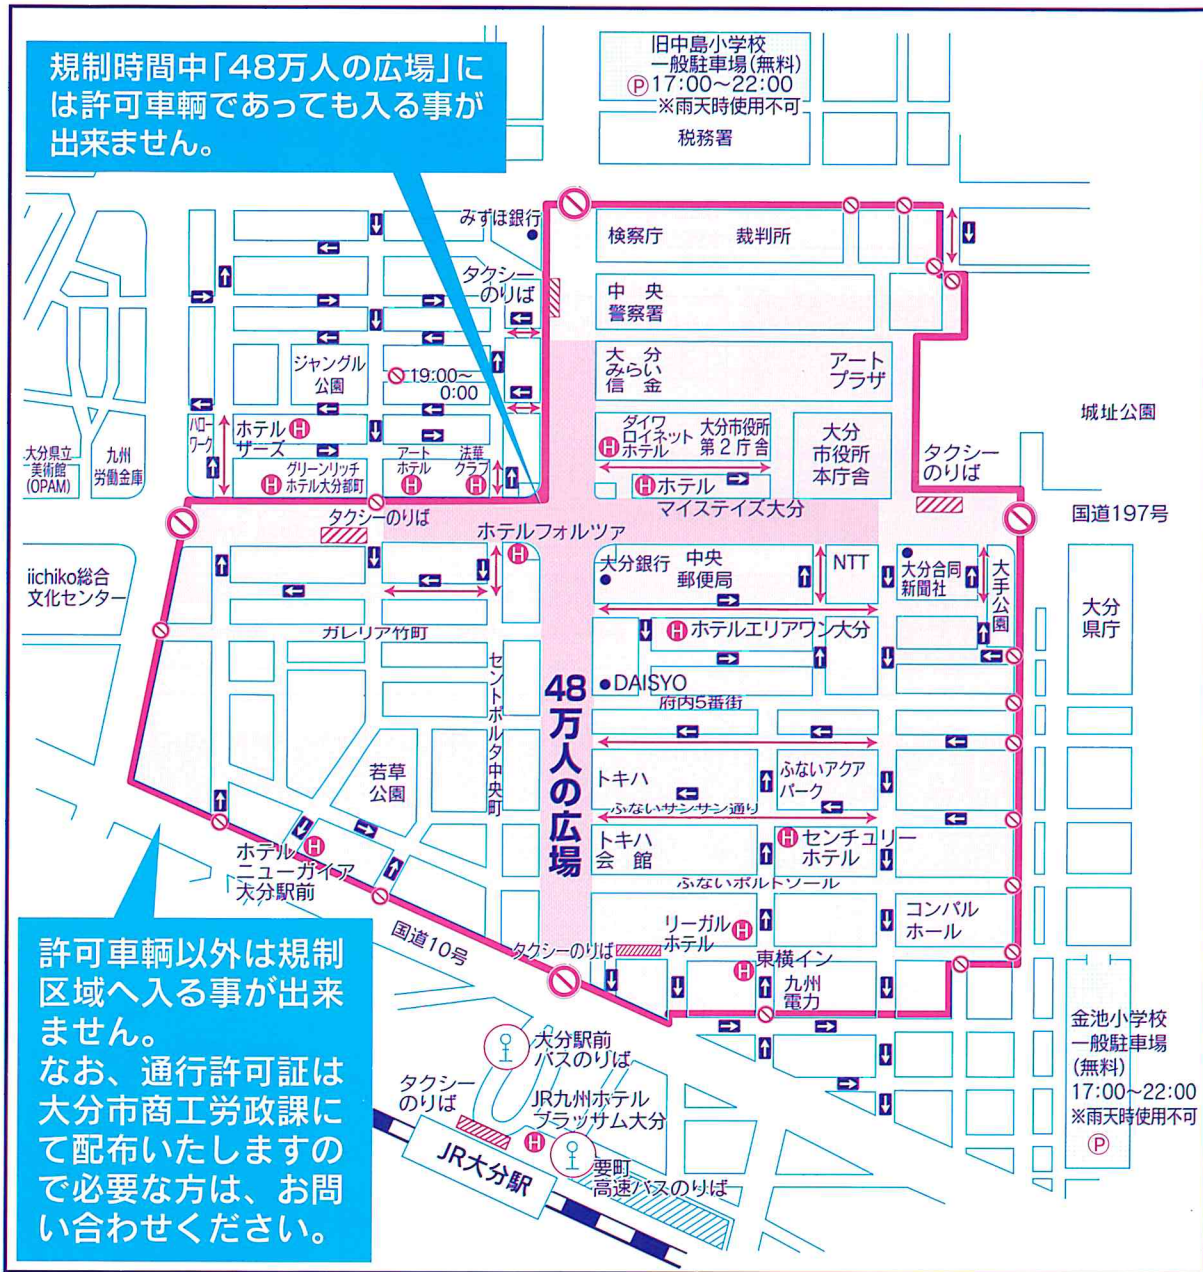 規制時間中「48万人の広場」に
は許可車輌であっても入る事が
出来ません。
旧中島小学校
一般駐車場(無料)
Ⓟ17:00〜22:00
※雨天時使用不可
税務署
みずほ銀行
検察庁
裁判所
タクシー
のりば
中央
警察署
ジャングル
公園
19:00〜
0:00
大分
みらい
信金
アート
プラザ
城址公園
ハロー
ワーク
ホテル
ザーズ
H
大分県立
美術館
(OPAM)
九州
労働金庫
グリーンリッチ
ホテル大分都町
H
アート
ホテル
H
法華
クラブ
H
ダイワ
ロイネット
ホテル
H
大分市役所
第2庁舎
大分
市役所
本庁舎
タクシー
のりば
Hホテル
マイステイズ大分
タクシーのりば
国道197号
ホテルフォルツァ
H
iichiko総合
文化センター
大分銀行
中央
郵便局
NTT
大分合同
新聞社
大手公園
大分
県庁
ガレリア竹町
Hホテルエリアワン大分
セントポルタ中央町
DAISYO
府内5番街
48万人の広場
若草
公園
トキハ
ふないアクア
パーク
ふないサンサン通り
トキハ
会館
Hセンチュリー
ホテル
ホテル
ニューガイア
大分駅前
H
ふないポルトソール
リーガル
ホテル
H
コンパル
ホール
国道10号
タクシーのりば
H
東横イン
九州
電力
許可車輌以外は規制
区域へ入る事が出来
ません。
なお、通行許可証は
大分市商工労政課に
て配布いたしますの
で必要な方は、お問
い合わせください。
大分駅前
バスのりば
タクシー
のりば
JR九州ホテル
ブラッサム大分
H
JR大分駅
要町
高速バスのりば
金池小学校
一般駐車場
(無料)
17:00〜22:00
※雨天時使用不可
Ⓟ